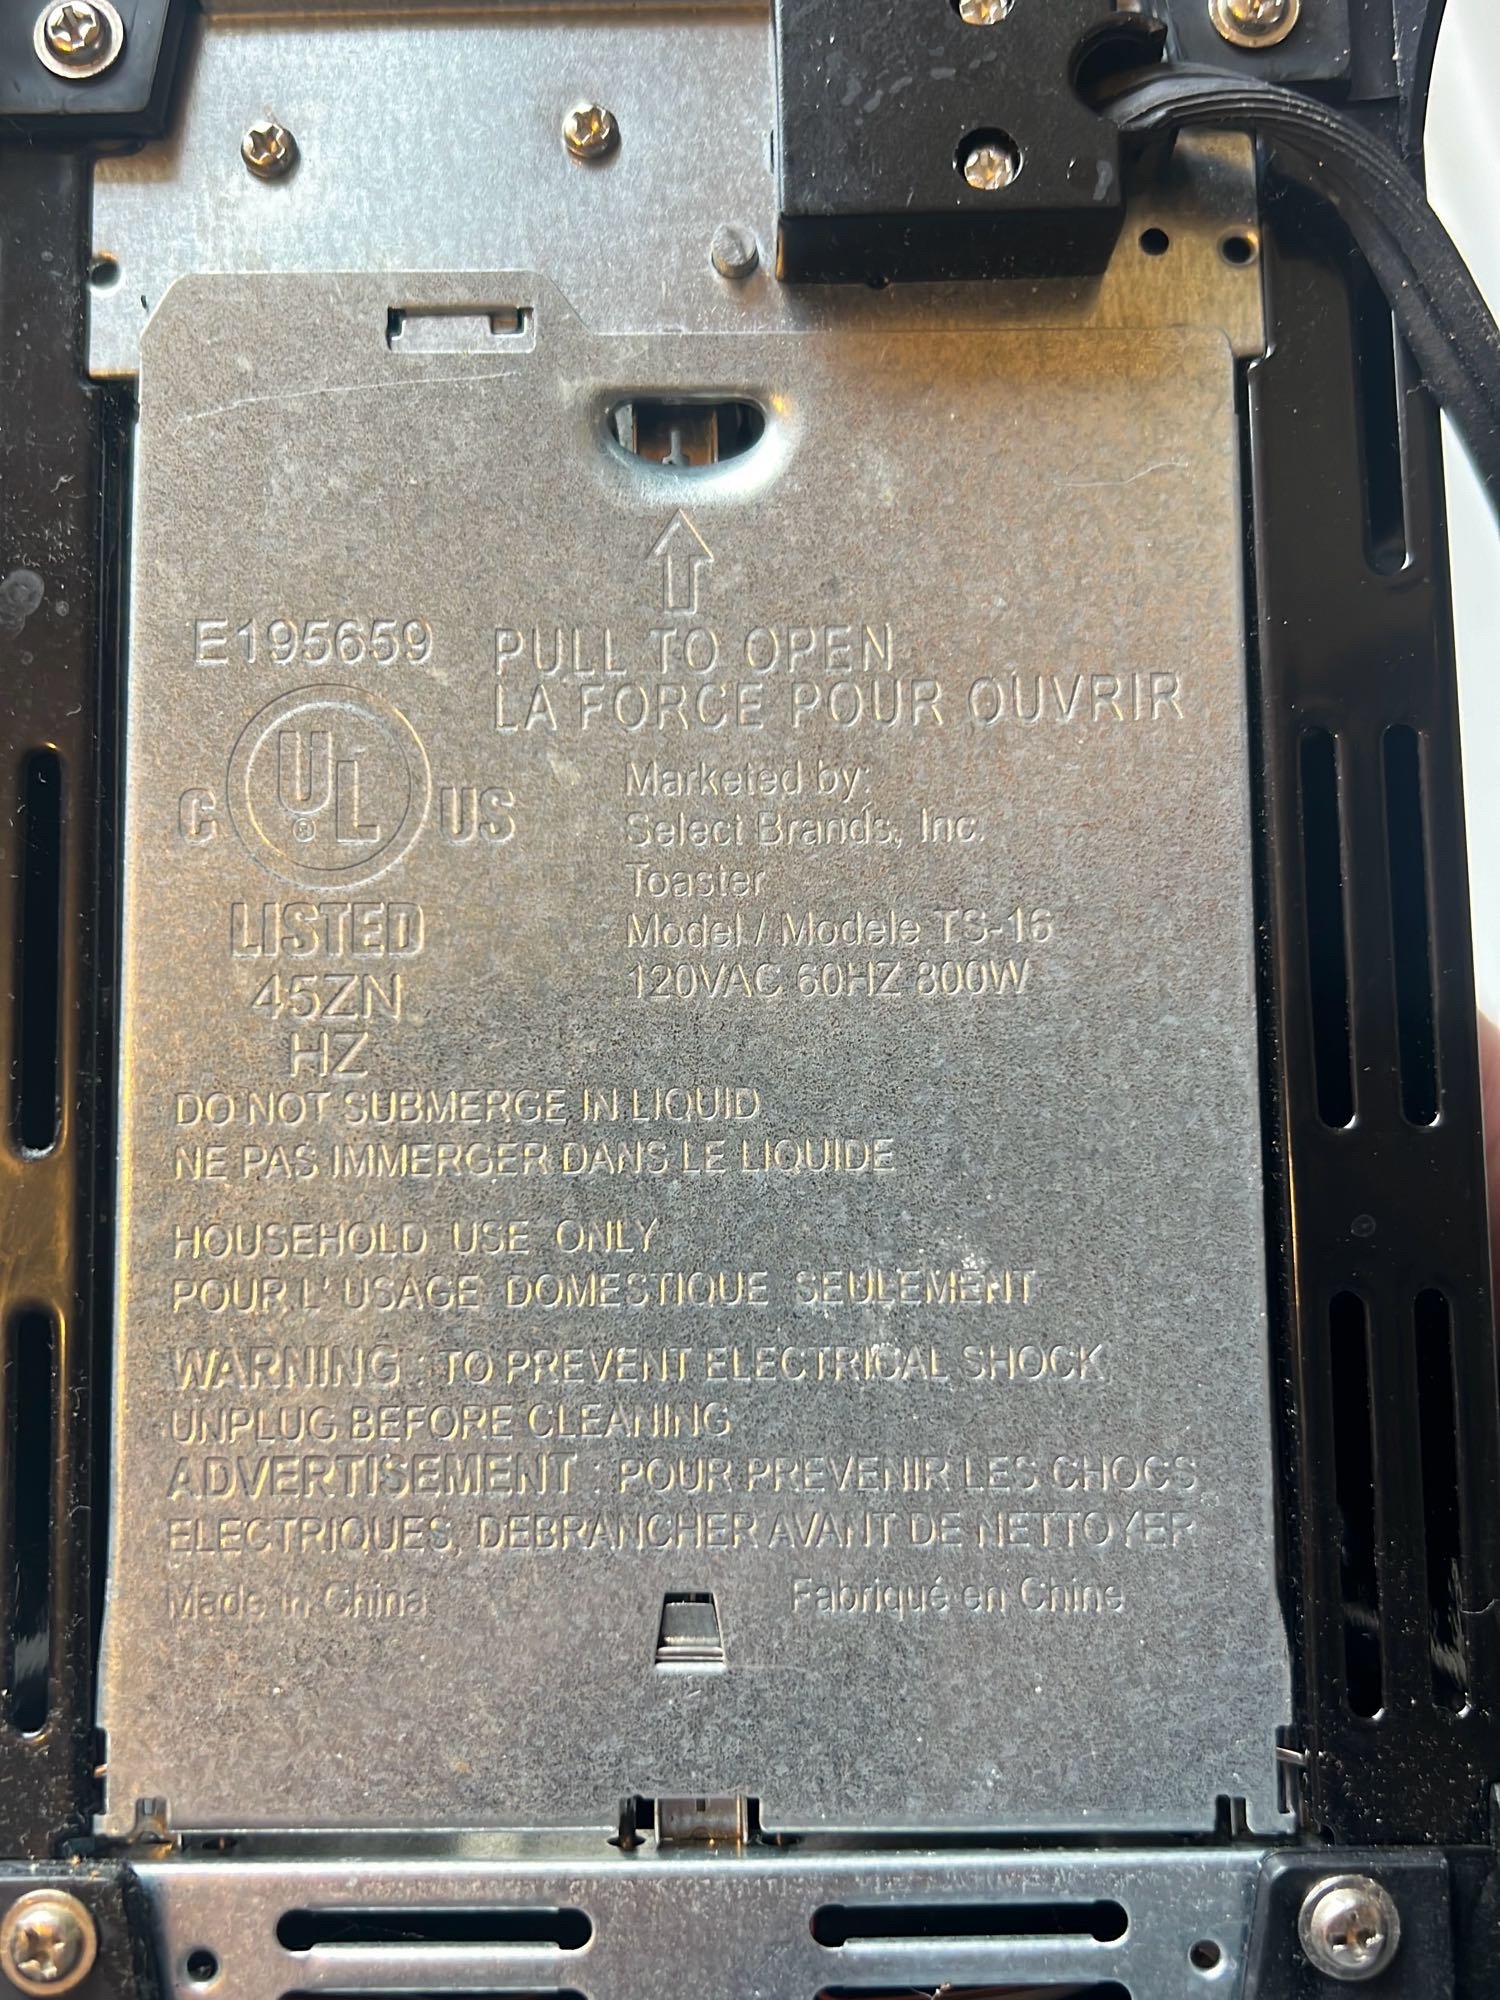 E195659
PULL TO OPEN
LA FORCE POUR OUVRIR
C UL ® US
LISTED
45ZN
HZ
Marketed by:
Select Brands, Inc.
Toaster
Model / Modele TS-16
120VAC 60HZ 800W
DO NOT SUBMERGE IN LIQUID
NE PAS IMMERGER DANS LE LIQUIDE
HOUSEHOLD USE ONLY
POUR L' USAGE DOMESTIQUE SEULEMENT
WARNING : TO PREVENT ELECTRICAL SHOCK
UNPLUG BEFORE CLEANING
ADVERTISEMENT : POUR PREVENIR LES CHOCS
ELECTRIQUES, DEBRANCHER AVANT DE NETTOYER
Made in China
Fabriqué en Chine